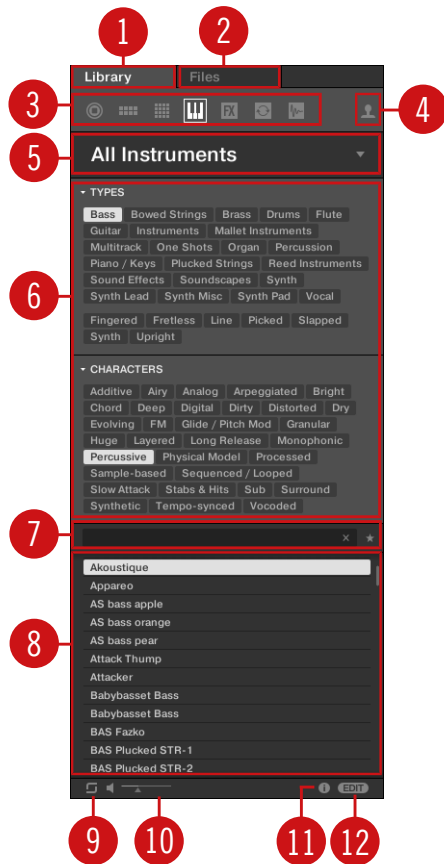 1 2
Library Files
3 FX 4
5 All Instruments
TYPES
Bass Bowed Strings Brass Drums Flute
Guitar Instruments Mallet Instruments
Multitrack One Shots Organ Percussion
Piano / Keys Plucked Strings Reed Instruments
6 Sound Effects Soundscapes Synth
Synth Lead Synth Misc Synth Pad Vocal
Fingered Fretless Line Picked Slapped
Synth Upright
CHARACTERS
Additive Airy Analog Arpeggiated Bright
Chord Deep Digital Dirty Distorted Dry
Evolving FM Glide / Pitch Mod Granular
Huge Layered Long Release Monophonic
Percussive Physical Model Processed
Sample-based Sequenced / Looped
Slow Attack Stabs & Hits Sub Surround
Synthetic Tempo-synced Vocoded
7
Akoustique
Appareo
AS bass apple
AS bass orange
8 AS bass pear
Attack Thump
Attacker
Babybasset Bass
Babybasset Bass
BAS Fazko
BAS Plucked STR-1
BAS Plucked STR-2
i EDIT
9 10 11 12